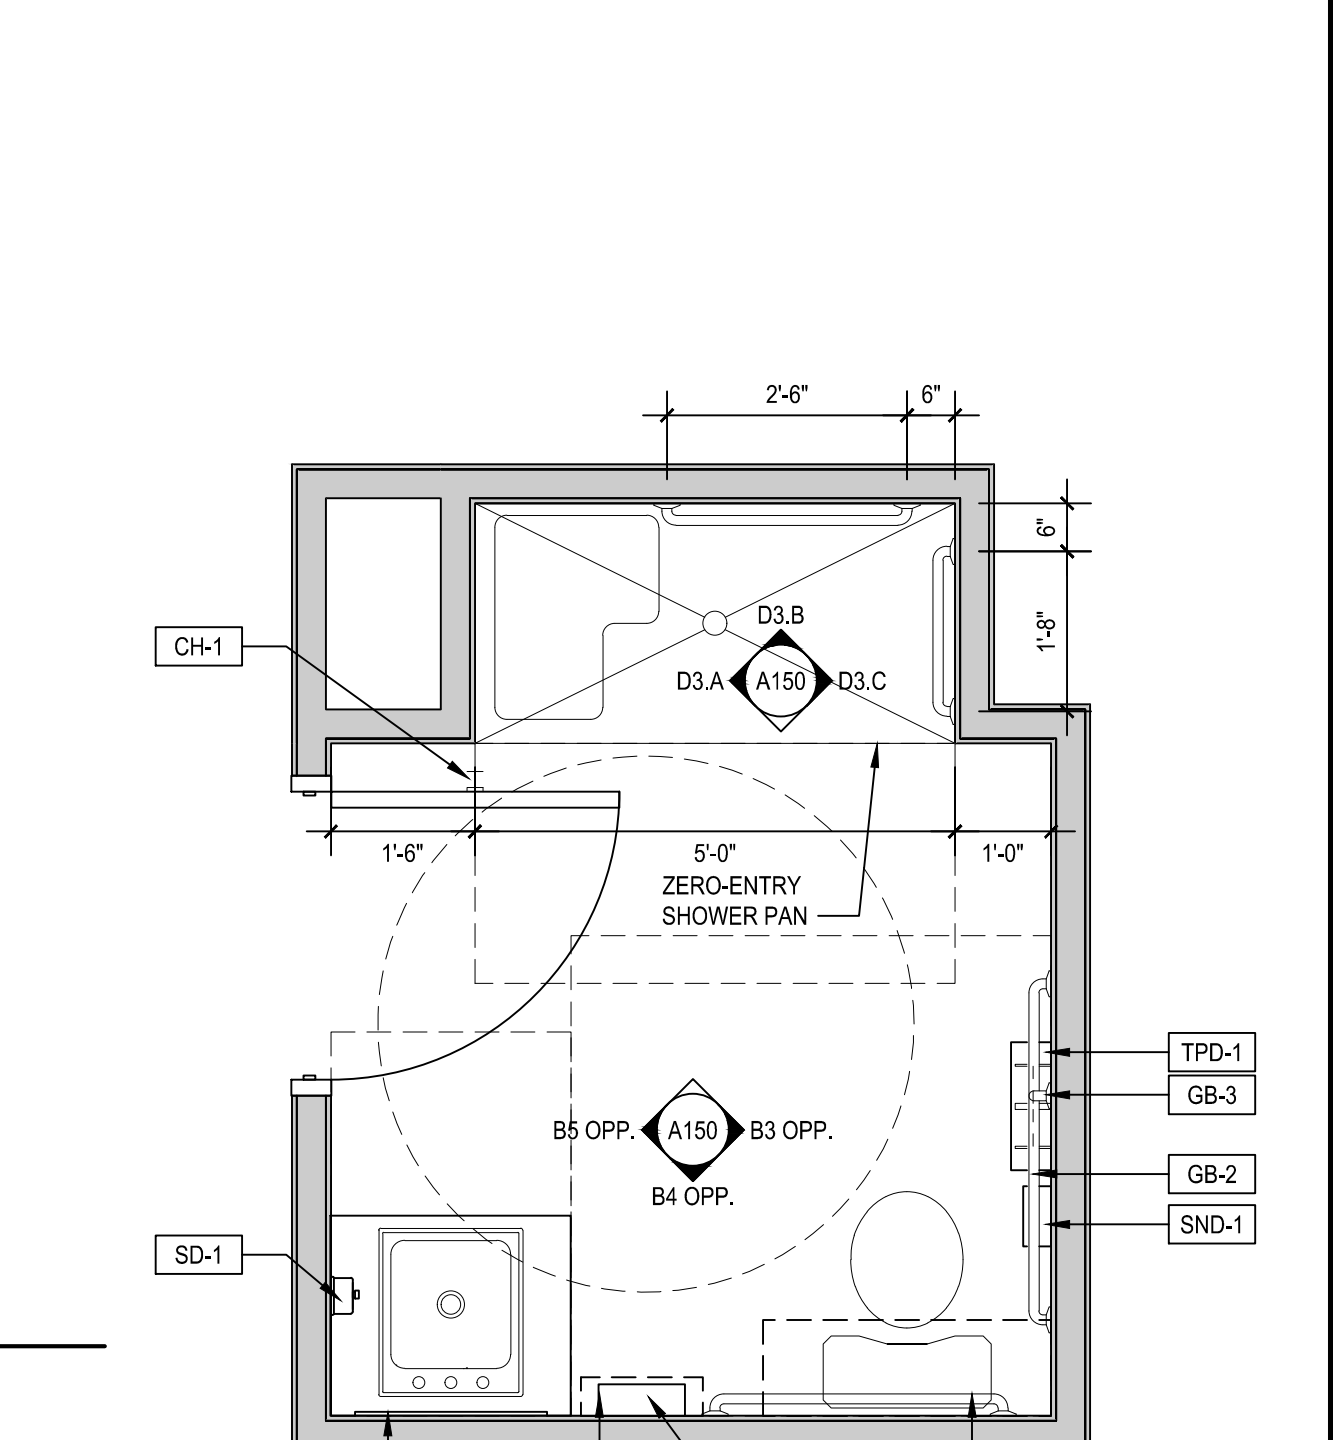 2'-6" 6"
6"
1'-8"
D3.B
D3.A A150 D3.C
CH-1
1'-6" 5'-0" 1'-0"
ZERO-ENTRY
SHOWER PAN
TPD-1
GB-3
B5 OPP. A150 B3 OPP.
B4 OPP.
GB-2
SND-1
SD-1